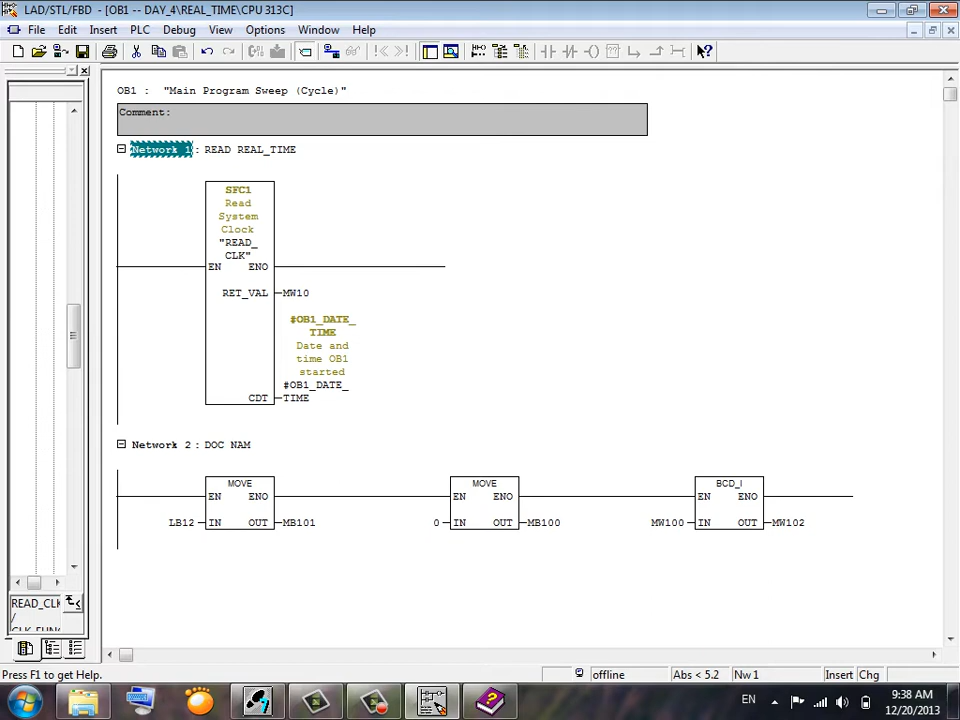 LAD/STL/FBD - [OB1 -- DAY_4\REAL_TIME\CPU 313C]
File Edit Insert PLC Debug View Options Window Help
OB1 : "Main Program Sweep (Cycle)"
Comment:
Network 1: READ REAL_TIME
SFC1
Read
System
Clock
"READ_
CLK"
EN ENO
RET_VAL MW10
#OB1_DATE_
TIME
Date and
time OB1
started
#OB1_DATE_
CDT TIME
Network 2: DOC NAM
MOVE MOVE BCD_I
EN ENO EN ENO EN ENO
LB12 IN OUT MB101 0 IN OUT MB100 MW100 IN OUT MW102
READ_CLK
/
Press F1 to get Help. offline Abs < 5.2 Nw 1 Insert Chg
EN 9:38 AM
12/20/2013